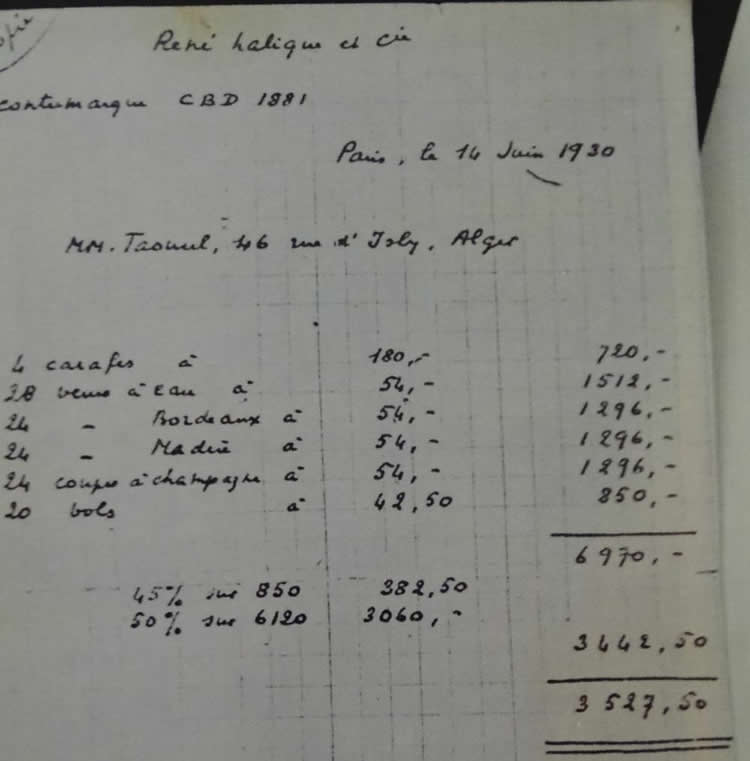 opie
René Lalique et Cie
contremarque CBD 1881
Paris, le 14 Juin 1930
MM. Taoueel, 46 rue d'Isly, Alger
4 carafes à 180,- 720,-
28 verres à Eau à 54,- 1512,-
24 - Bordeaux à 54,- 1296,-
24 - Madère à 54,- 1296,-
24 coupes à champagne à 54,- 1296,-
20 bols à 42,50 850,-
6970,-
45% sur 850 382,50
50% sur 6120 3060,-
3442,50
3527,50